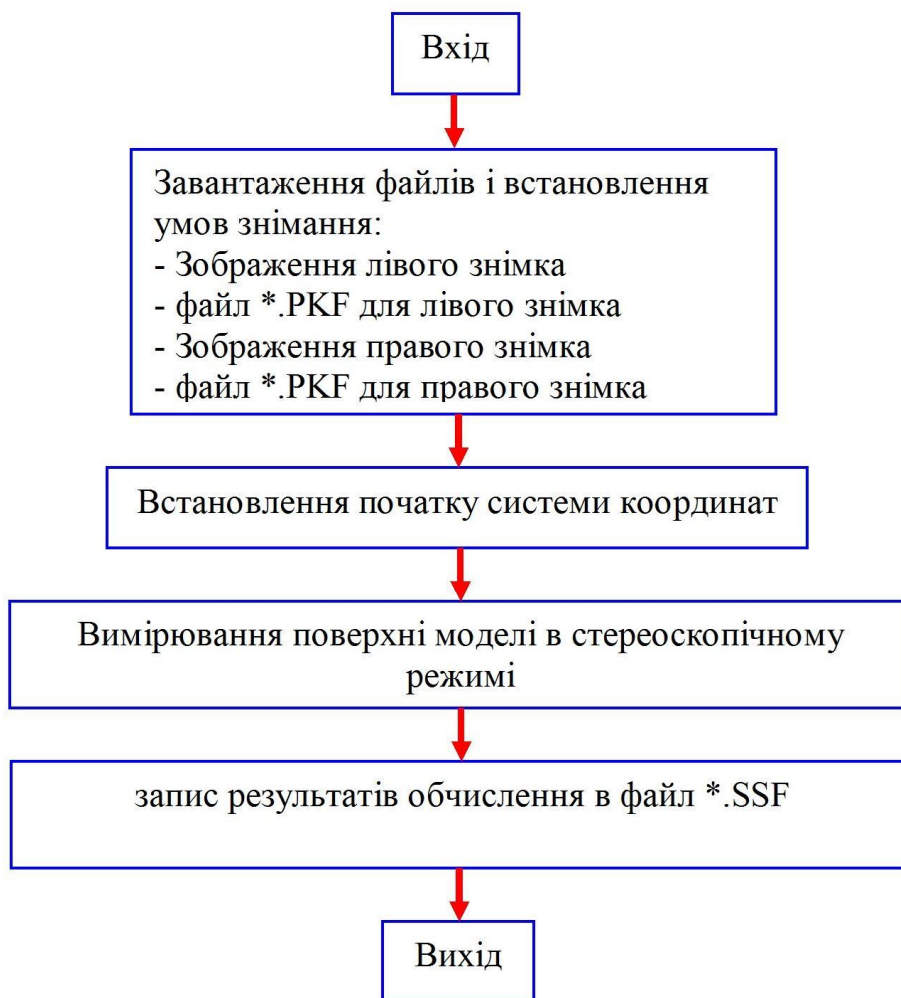 Вхід
Завантаження файлів і встановлення
умов знімання:
- Зображення лівого знімка
- файл *.PKF для лівого знімка
- Зображення правого знімка
- файл *.PKF для правого знімка
Встановлення початку системи координат
Вимірювання поверхні моделі в стереоскопічному
режимі
запис результатів обчислення в файл *.SSF
Вихід